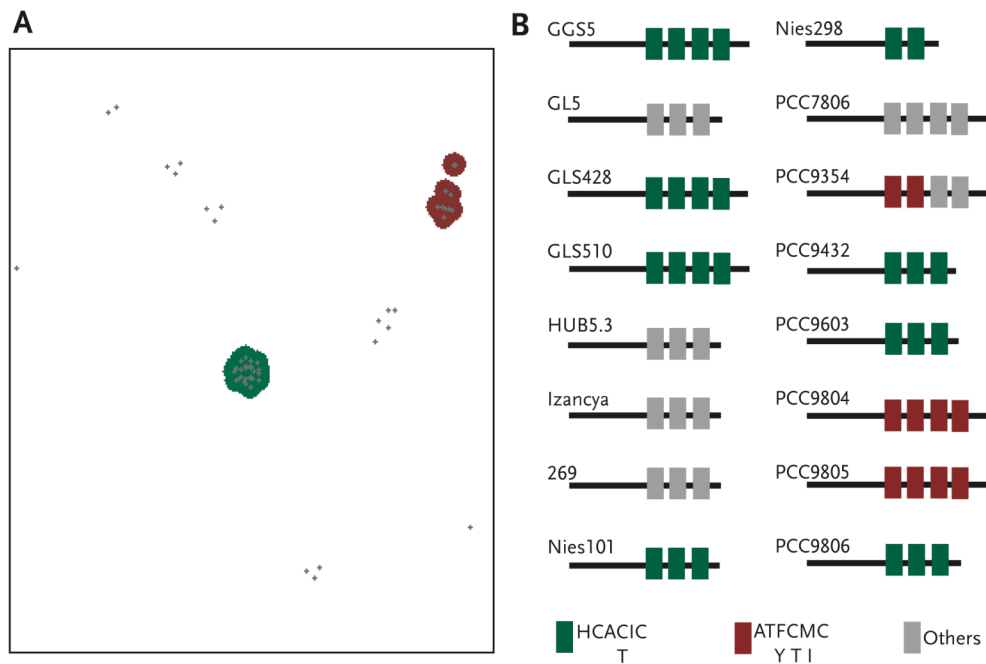 A
B
GGS5
Nies298
GL5
PCC7806
GLS428
PCC9354
GLS510
PCC9432
HUB5.3
PCC9603
Izancya
PCC9804
269
PCC9805
Nies101
PCC9806
HCACIC
T
ATFCMC
Y T I
Others